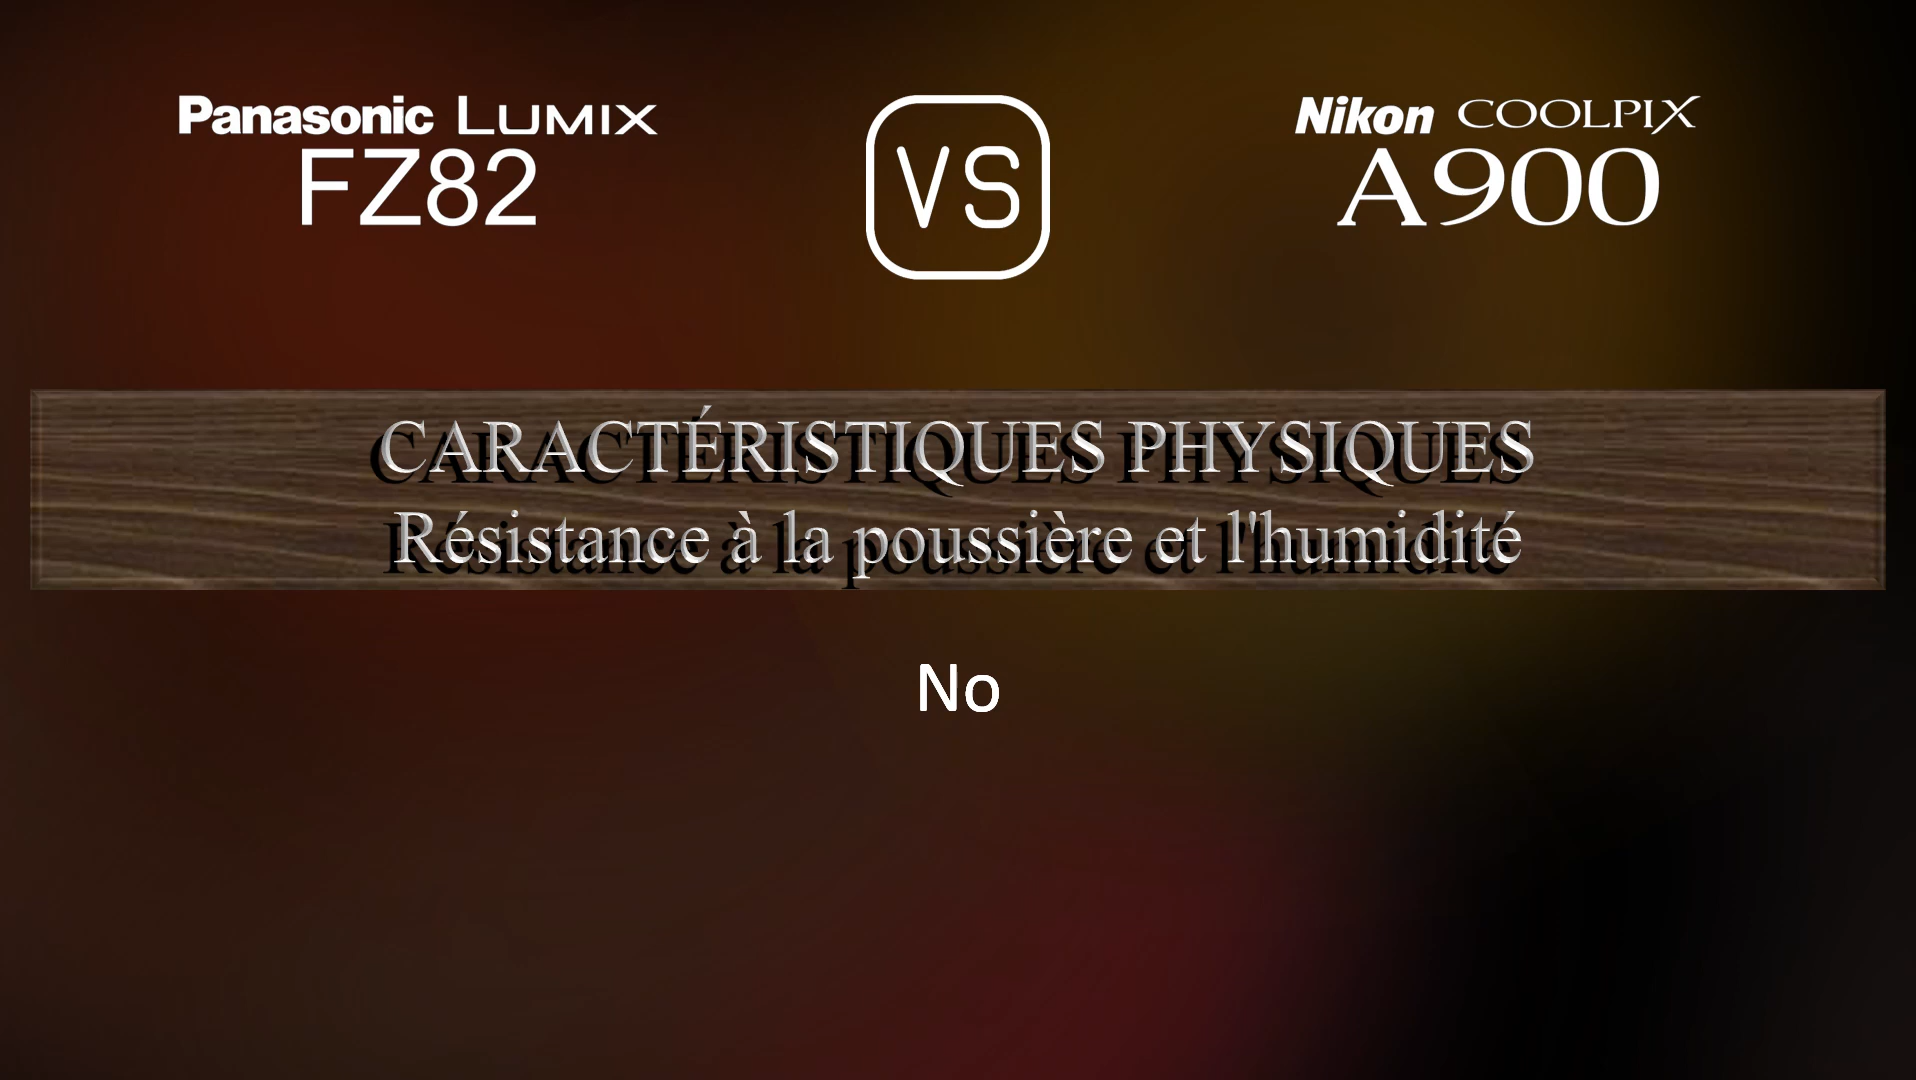 Panasonic LUMIX
FZ82
VS
Nikon COOLPIX
A900
CARACTÉRISTIQUES PHYSIQUES
Résistance à la poussière et l'humidité
No